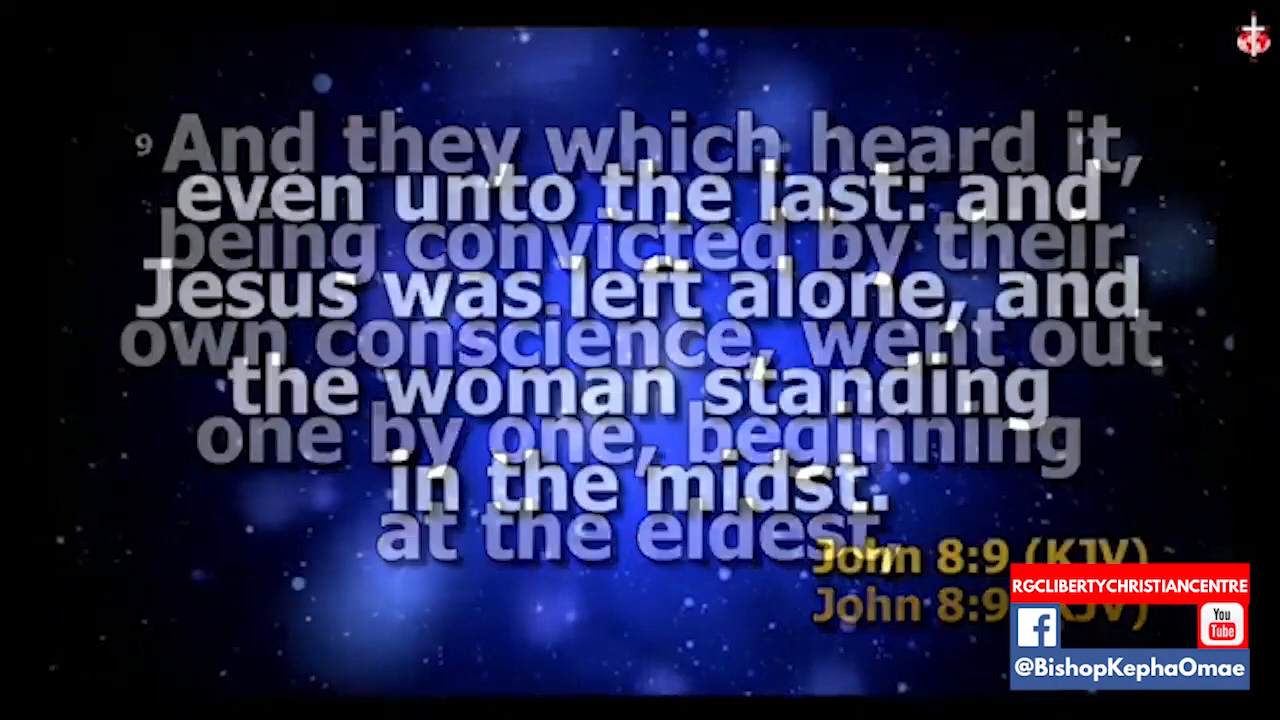 9 And they which heard it,
being convicted by their
own conscience, went out
one by one, beginning
at the eldest,
even unto the last: and
Jesus was left alone, and
the woman standing
in the midst.
John 8:9 (KJV)
John 8:9 (KJV)
RGCLIBERTYCHRISTIANCENTRE
You
Tube
@BishopKephaOmae